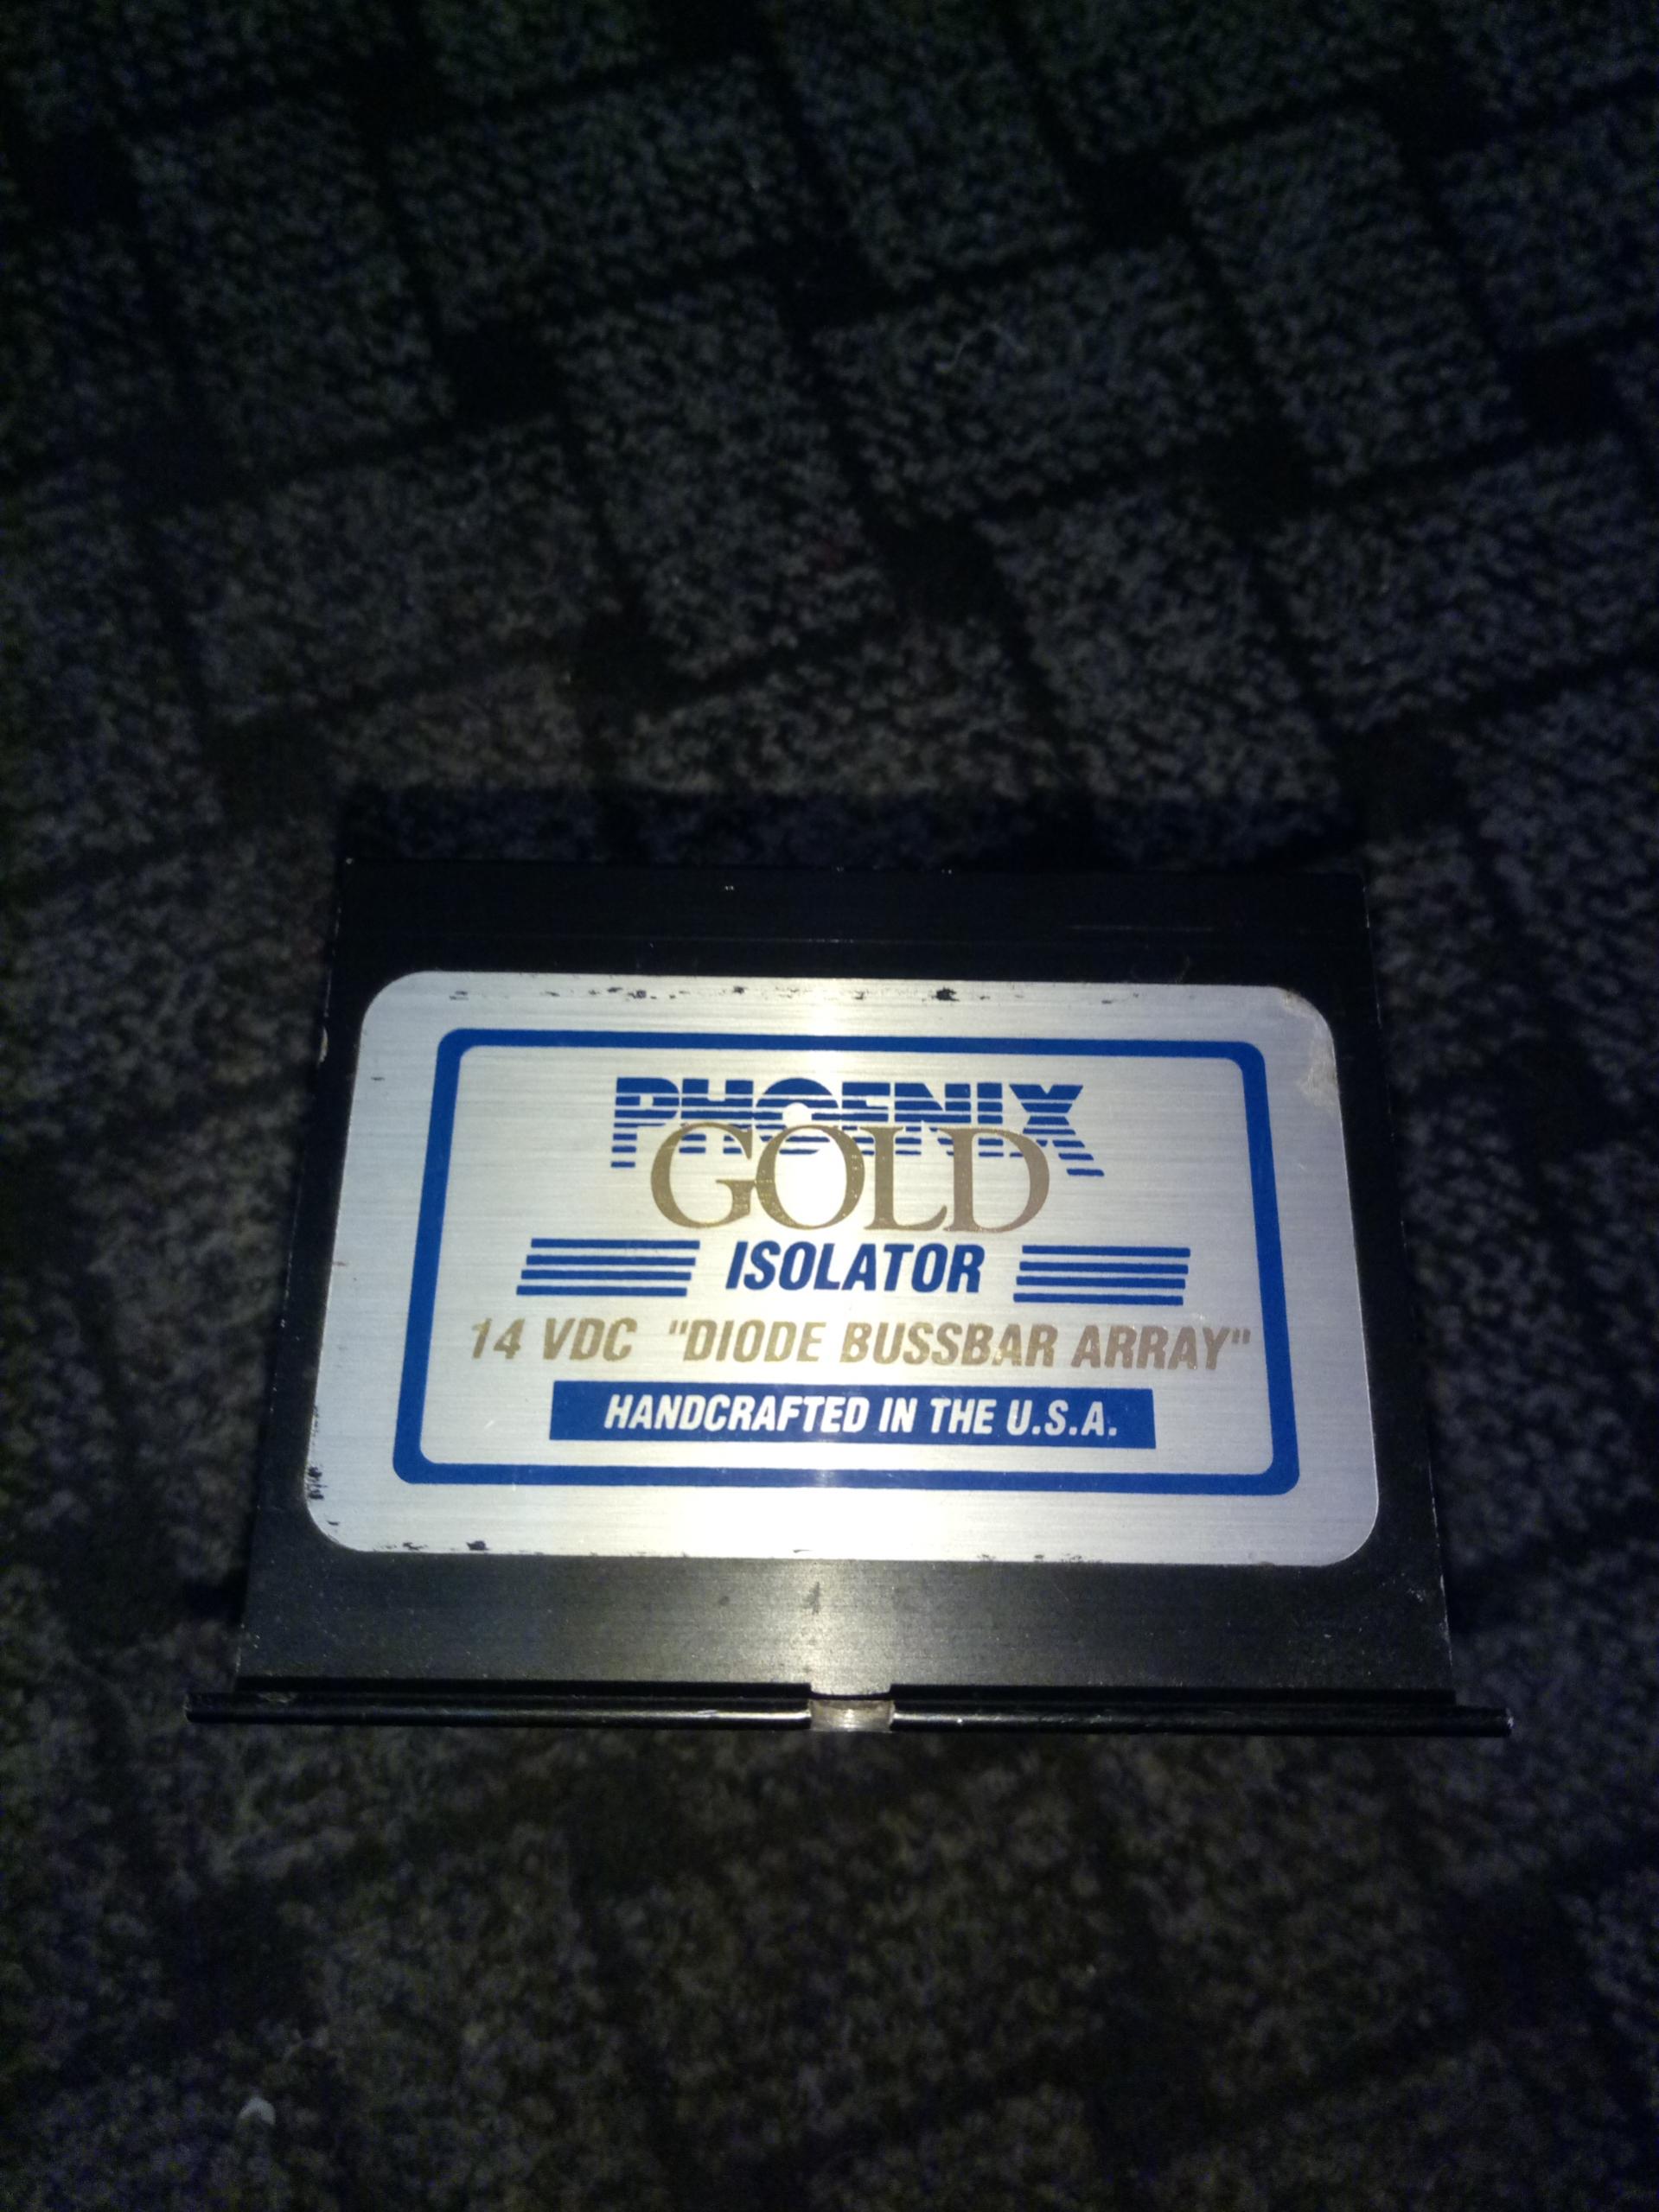 PHOENIX
GOLD
ISOLATOR
14 VDC "DIODE BUSSBAR ARRAY"
HANDCRAFTED IN THE U.S.A.